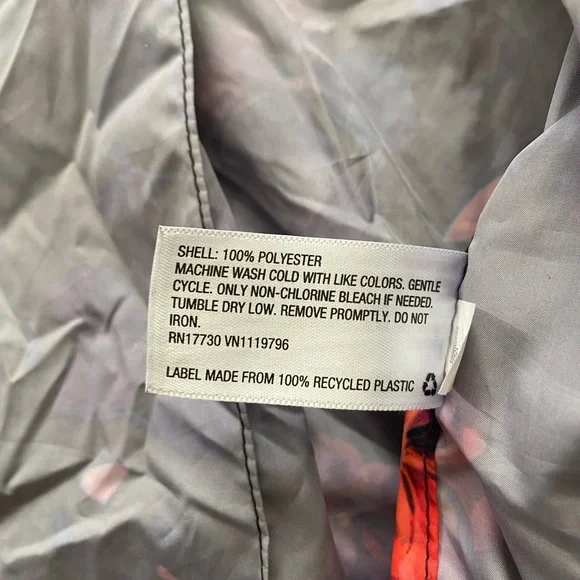 SHELL: 100% POLYESTER
MACHINE WASH COLD WITH LIKE COLORS. GENTLE
CYCLE. ONLY NON-CHLORINE BLEACH IF NEEDED.
TUMBLE DRY LOW. REMOVE PROMPTLY. DO NOT
IRON.
RN17730 VN1119796
LABEL MADE FROM 100% RECYCLED PLASTIC